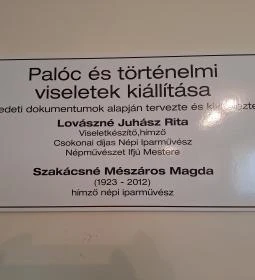 Palóc és történelmi
viseletek kiállítása
dokumentumok alapján tervezte és
Lovászné Juhász Rita
Viseletkészítő,hímző
Csokonai díjas Népi Iparművész
Népművészet Ifjú Mestere
Szakácsné Mészáros Magda
(1923 - 2012)
hímző népi iparművész